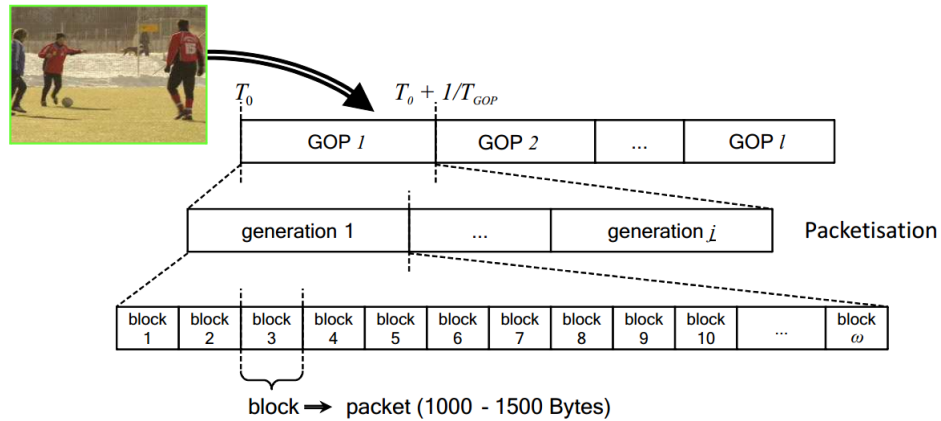 15
T0 T0 + 1/TGOP
GOP 1 GOP 2 ... GOP l
generation 1 ... generation j Packetisation
block 1 block 2 block 3 block 4 block 5 block 6 block 7 block 8 block 9 block 10 ... block ω
block ⇒ packet (1000 - 1500 Bytes)